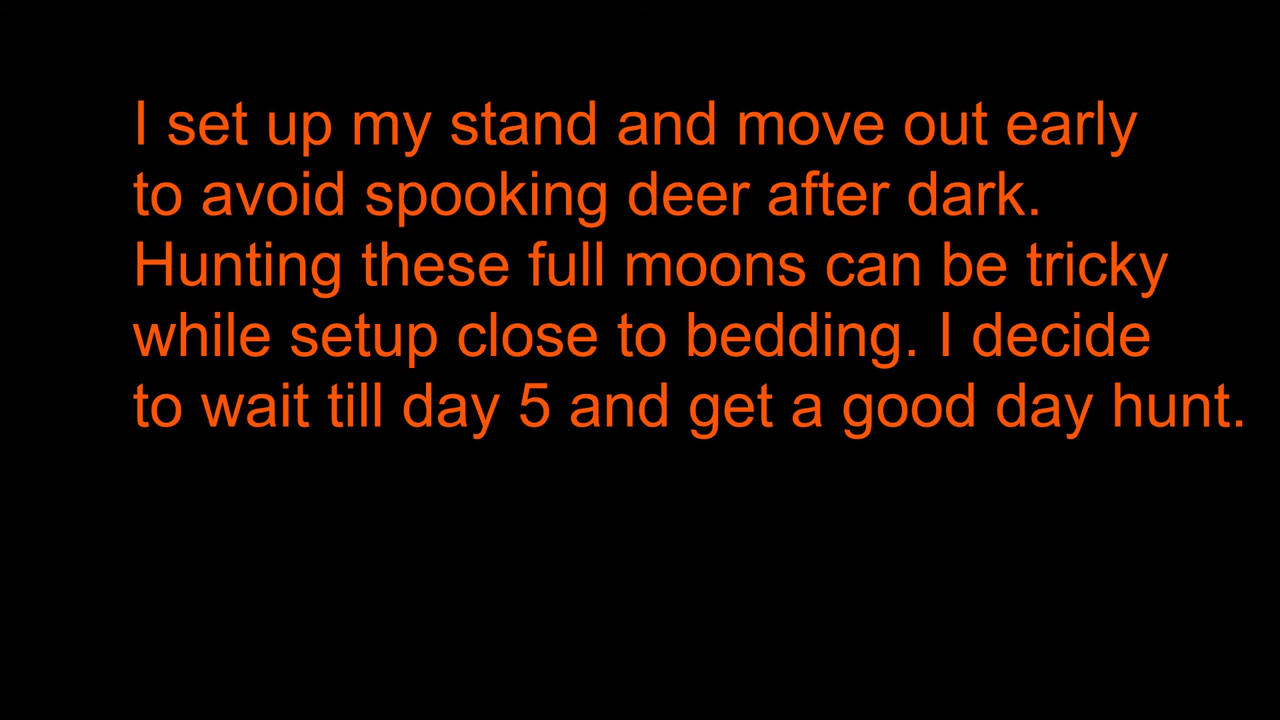 I set up my stand and move out early
to avoid spooking deer after dark.
Hunting these full moons can be tricky
while setup close to bedding. I decide
to wait till day 5 and get a good day hunt.